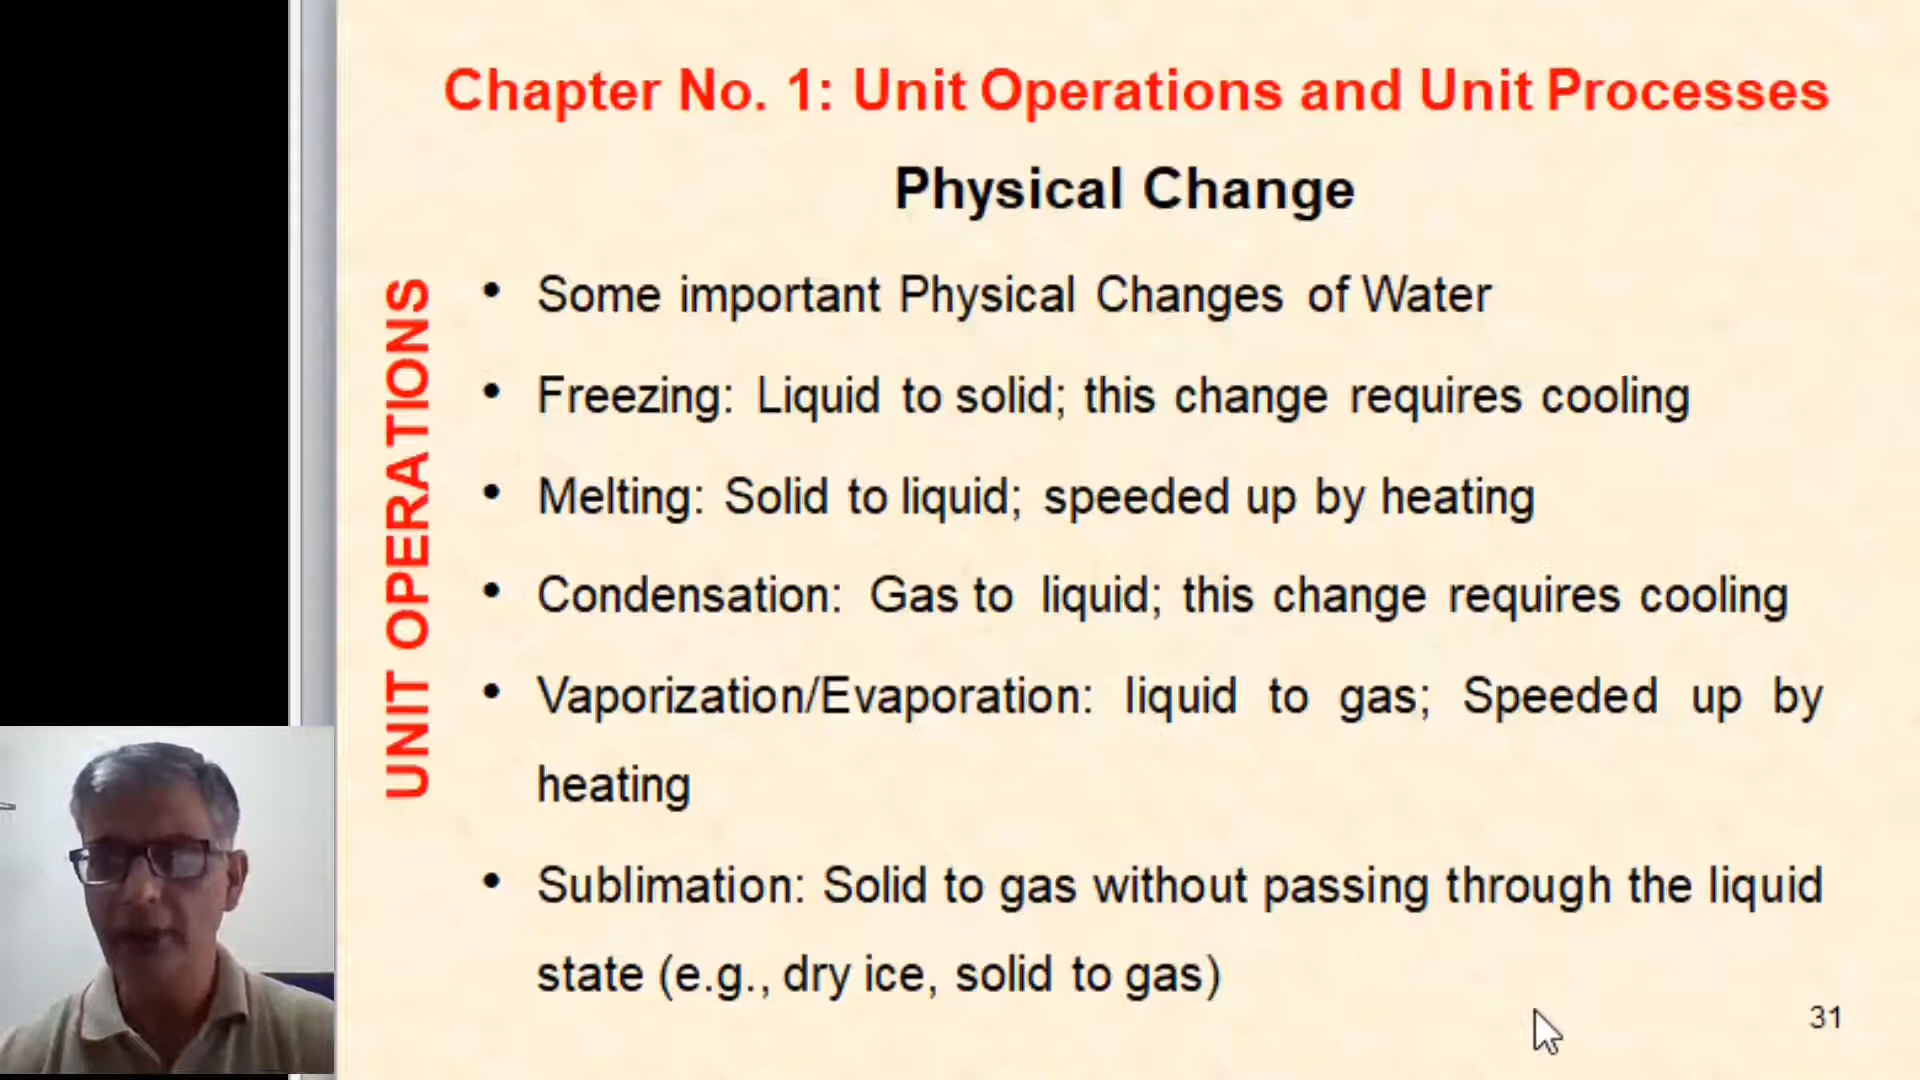 Chapter No. 1: Unit Operations and Unit Processes
Physical Change
UNIT OPERATIONS
• Some important Physical Changes of Water
• Freezing: Liquid to solid; this change requires cooling
• Melting: Solid to liquid; speeded up by heating
• Condensation: Gas to liquid; this change requires cooling
• Vaporization/Evaporation: liquid to gas; Speeded up by
heating
• Sublimation: Solid to gas without passing through the liquid
state (e.g., dry ice, solid to gas)
31